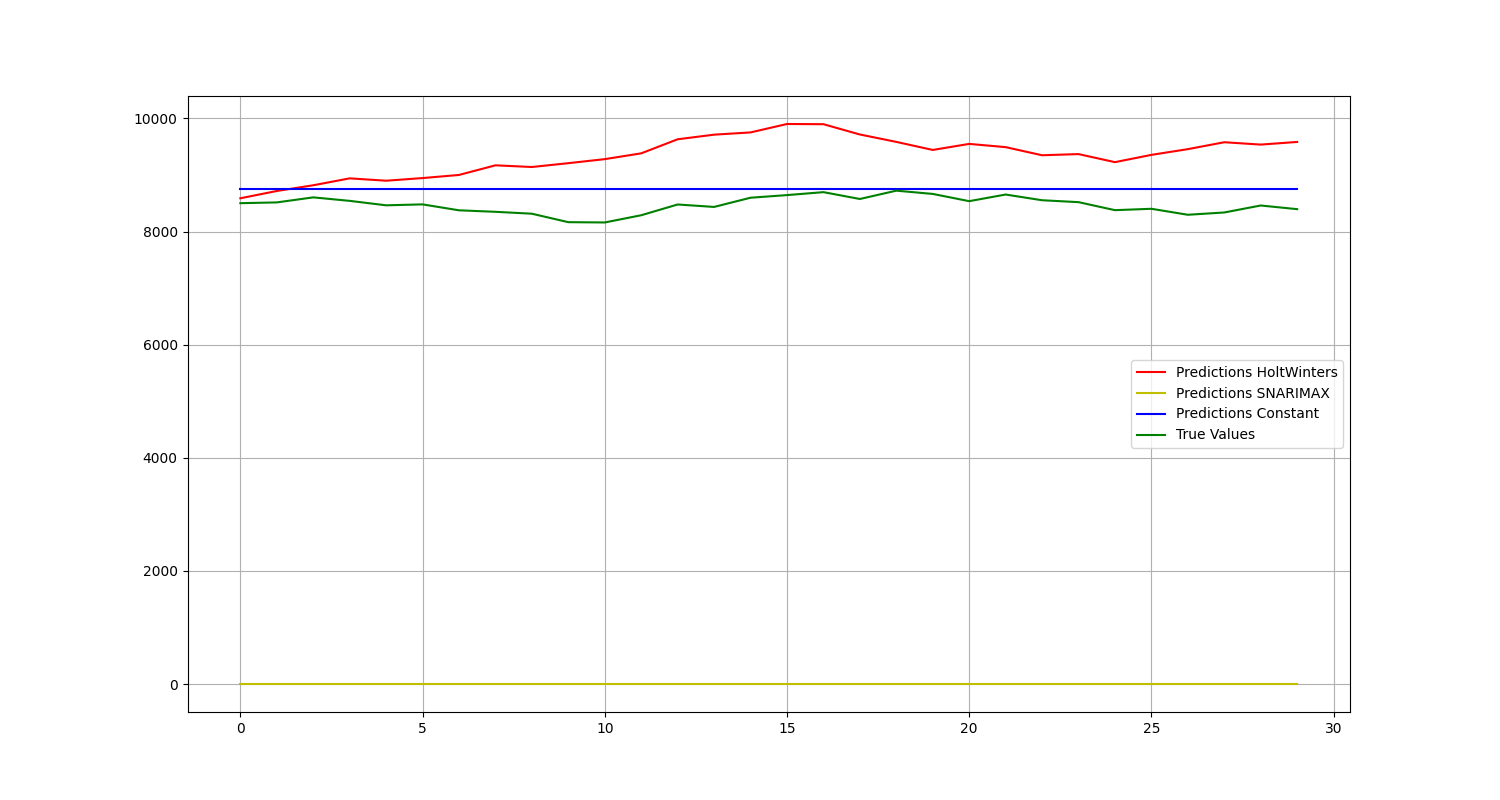 10000
8000
6000
4000
2000
0
0 5 10 15 20 25 30
Predictions HoltWinters
Predictions SNARIMAX
Predictions Constant
True Values